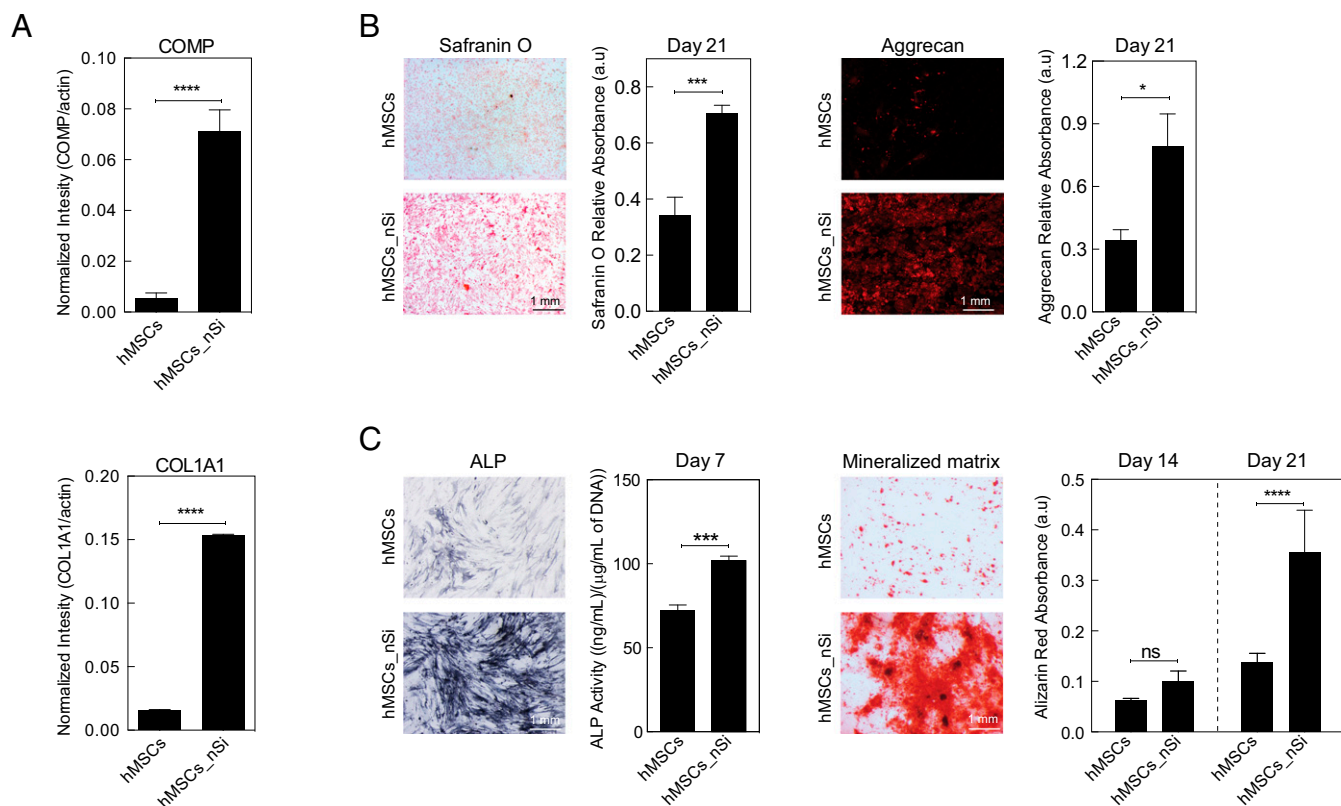 A
COMP
Normalized Intesity (COMP/actin)
0.10
0.08
0.06
0.04
0.02
0.00
****
hMSCs
hMSCs_nSi
COL1A1
Normalized Intesity (COL1A1/actin)
0.20
0.15
0.10
0.05
0.00
****
hMSCs
hMSCs_nSi
B
Safranin O
hMSCs
hMSCs_nSi
1 mm
Day 21
Safranin O Relative Absorbance (a.u)
0.8
0.6
0.4
0.2
0.0
***
hMSCs
hMSCs_nSi
Aggrecan
hMSCs
hMSCs_nSi
1 mm
Day 21
Aggrecan Relative Absorbance (a.u)
1.2
0.9
0.6
0.3
0.0
*
hMSCs
hMSCs_nSi
C
ALP
hMSCs
hMSCs_nSi
1 mm
Day 7
ALP Activity ((ng/mL)/(μg/mL of DNA))
150
100
50
0
***
hMSCs
hMSCs_nSi
Mineralized matrix
hMSCs
hMSCs_nSi
1 mm
Day 14
Day 21
Alizarin Red Absorbance (a.u)
0.5
0.4
0.3
0.2
0.1
0.0
ns
****
hMSCs
hMSCs_nSi
hMSCs
hMSCs_nSi